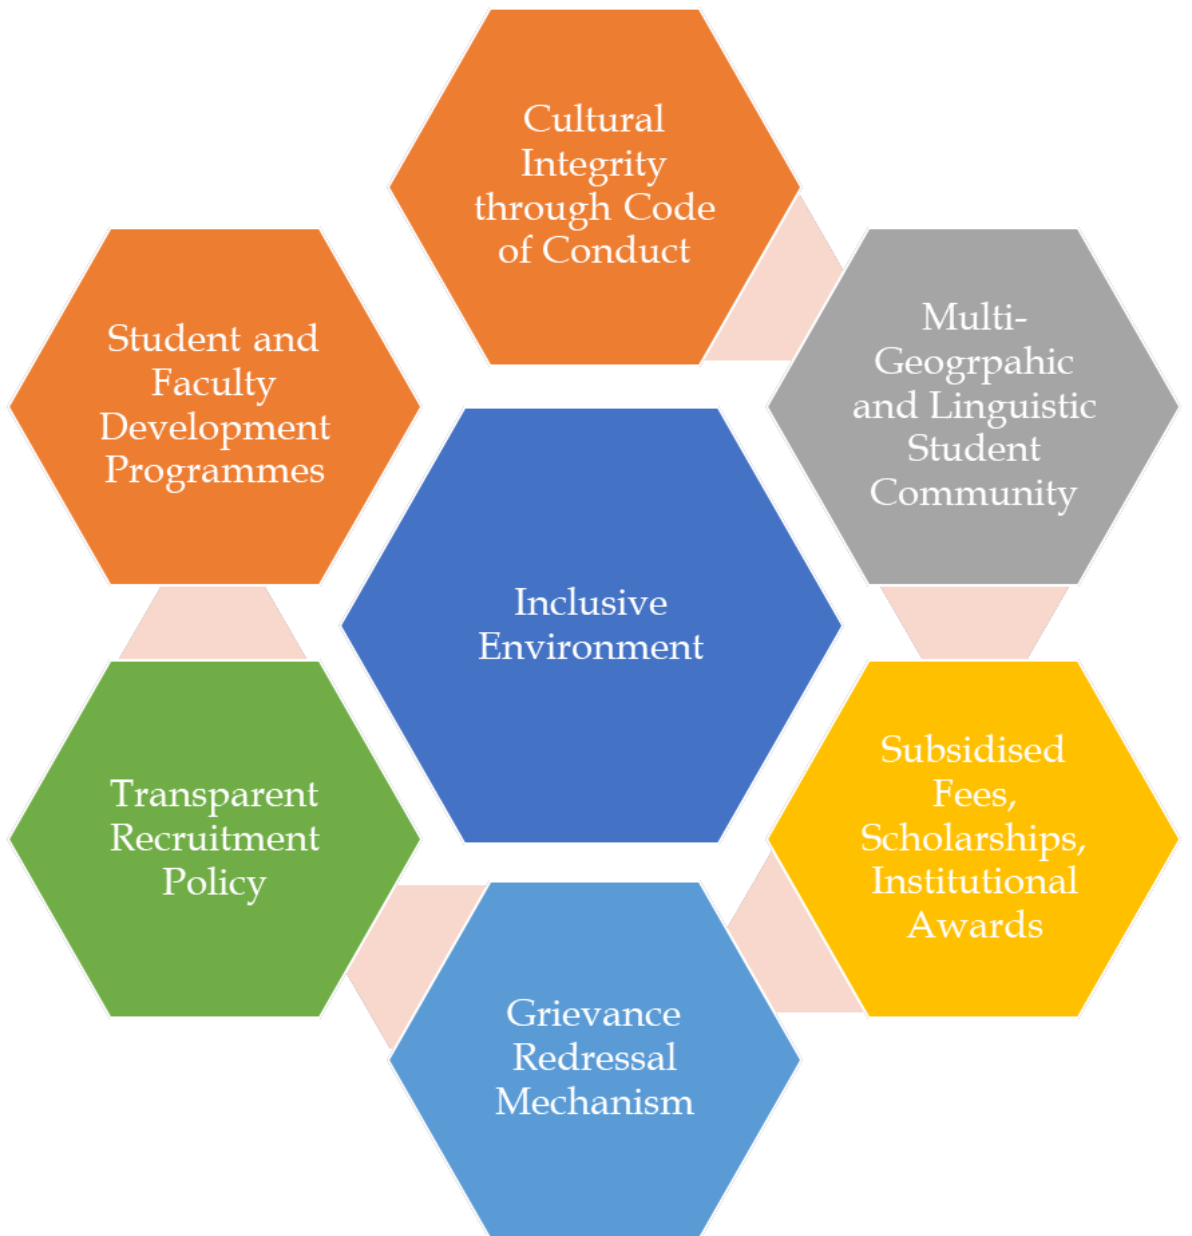 Cultural
Integrity
through Code
of Conduct
Multi-
Geogrpahic
and Linguistic
Student
Community
Subsidised
Fees,
Scholarships,
Institutional
Awards
Grievance
Redressal
Mechanism
Transparent
Recruitment
Policy
Student and
Faculty
Development
Programmes
Inclusive
Environment